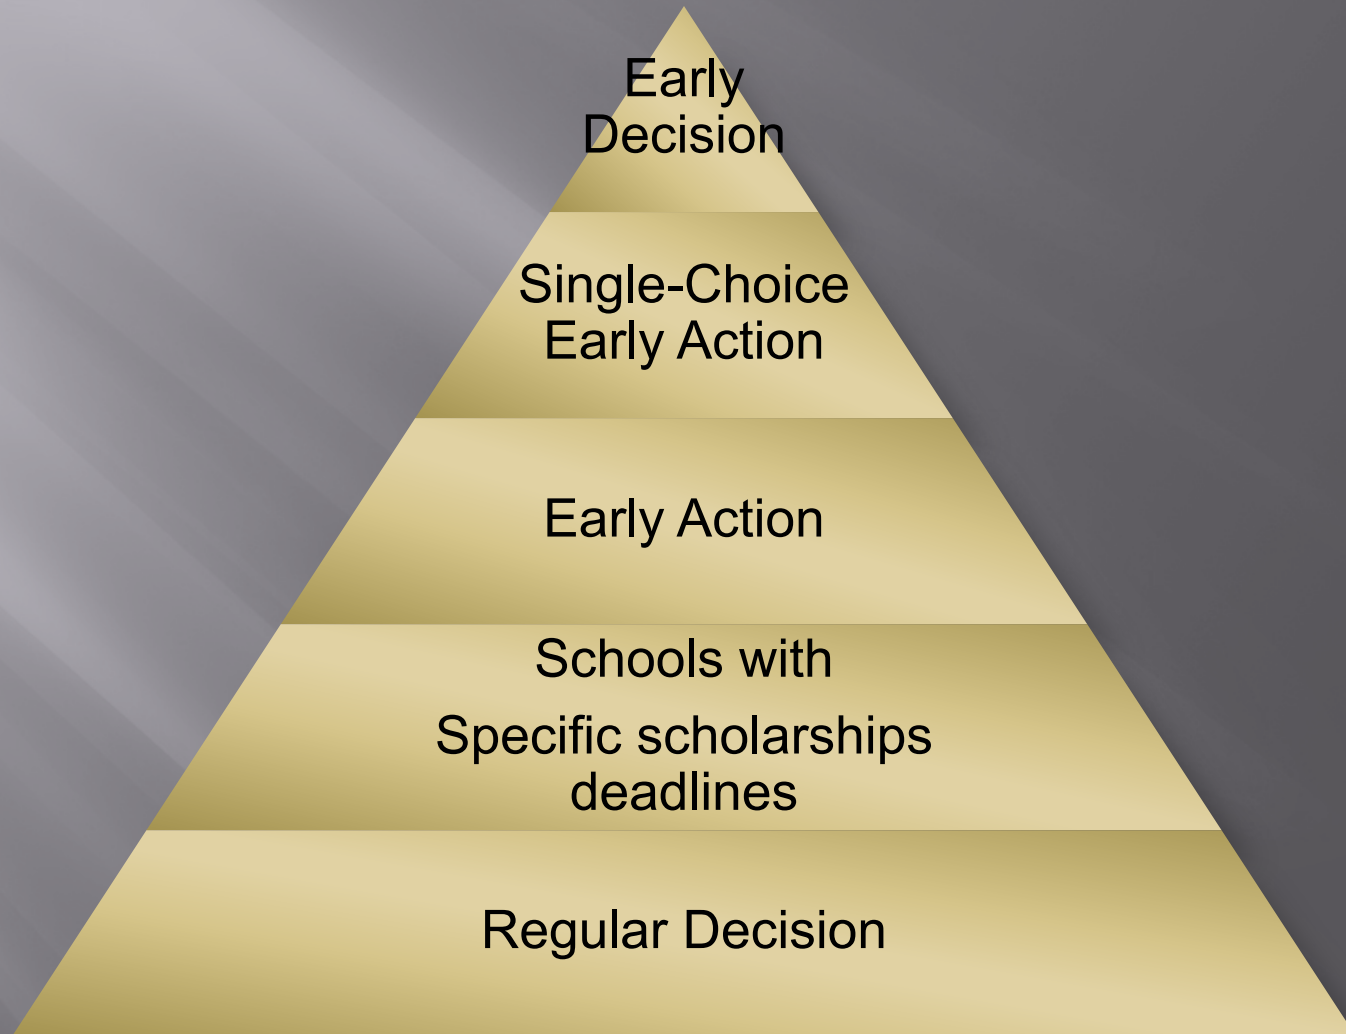 Early
Decision
Single-Choice
Early Action
Early Action
Schools with
Specific scholarships
deadlines
Regular Decision